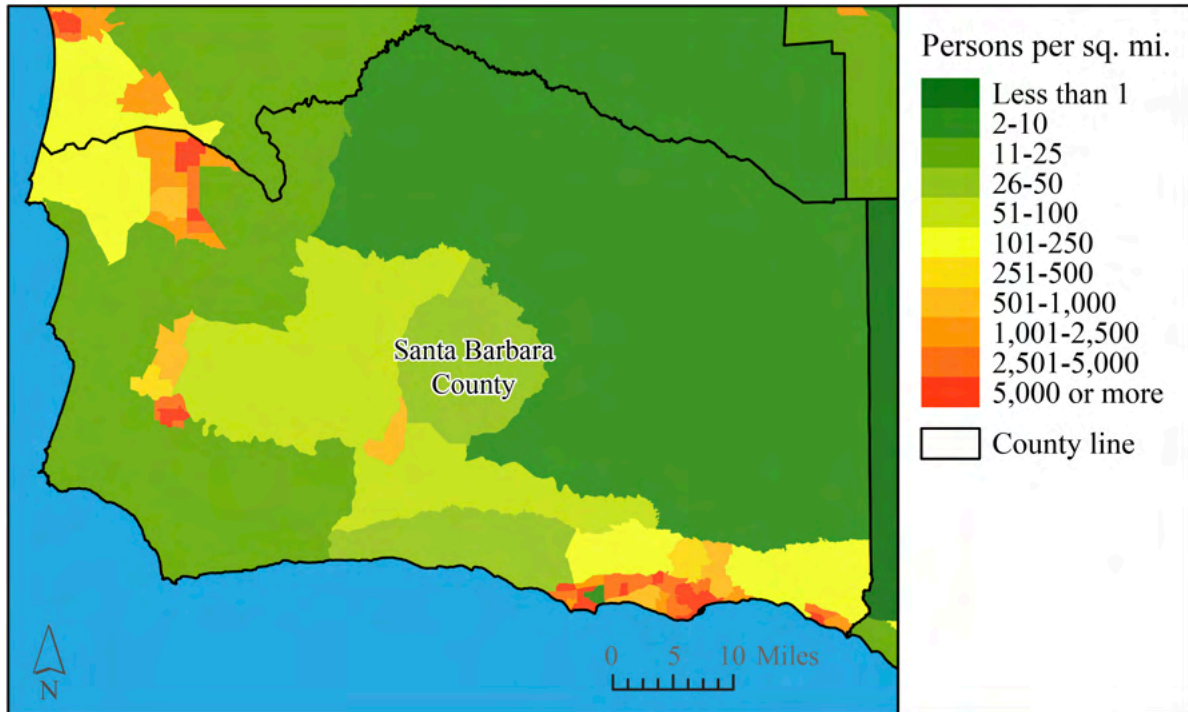 Santa Barbara
County
N
0 5 10 Miles
Persons per sq. mi.
Less than 1
2-10
11-25
26-50
51-100
101-250
251-500
501-1,000
1,001-2,500
2,501-5,000
5,000 or more
County line